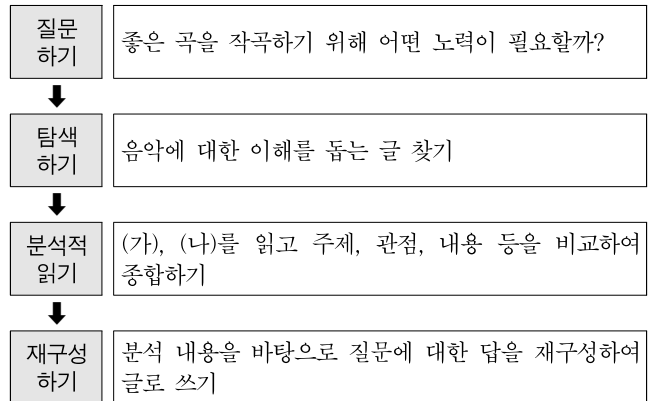 질문
하기
좋은 곡을 작곡하기 위해 어떤 노력이 필요할까?
탐색
하기
음악에 대한 이해를 돕는 글 찾기
분석적
읽기
(가), (나)를 읽고 주제, 관점, 내용 등을 비교하여
종합하기
재구성
하기
분석 내용을 바탕으로 질문에 대한 답을 재구성하여
글로 쓰기